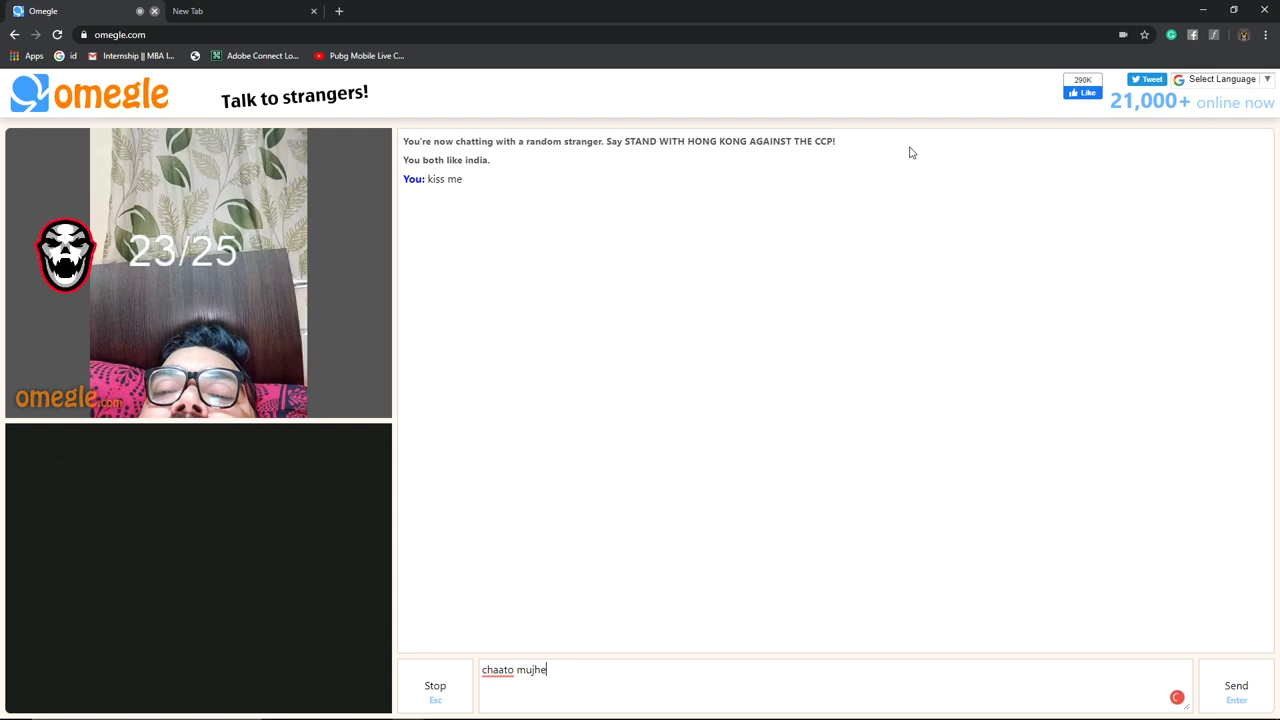 Omegle
New Tab
omegle.com
Apps
id
Internship || MBA I...
Adobe Connect Lo...
Pubg Mobile Live C...
omegle
Talk to strangers!
290K
Like
Tweet
Select Language
21,000+ online now
23/25
omegle.com
You're now chatting with a random stranger. Say STAND WITH HONG KONG AGAINST THE CCP!
You both like india.
You: kiss me
Stop
Esc
chaato mujhe
Send
Enter